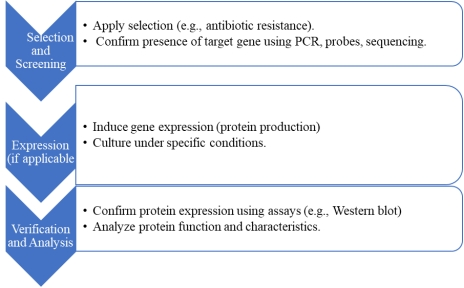 Selection
and
Screening
• Apply selection (e.g., antibiotic resistance).
• Confirm presence of target gene using PCR, probes, sequencing.
Expression
(if applicable
• Induce gene expression (protein production)
• Culture under specific conditions.
Verification
and Analysis
• Confirm protein expression using assays (e.g., Western blot)
• Analyze protein function and characteristics.